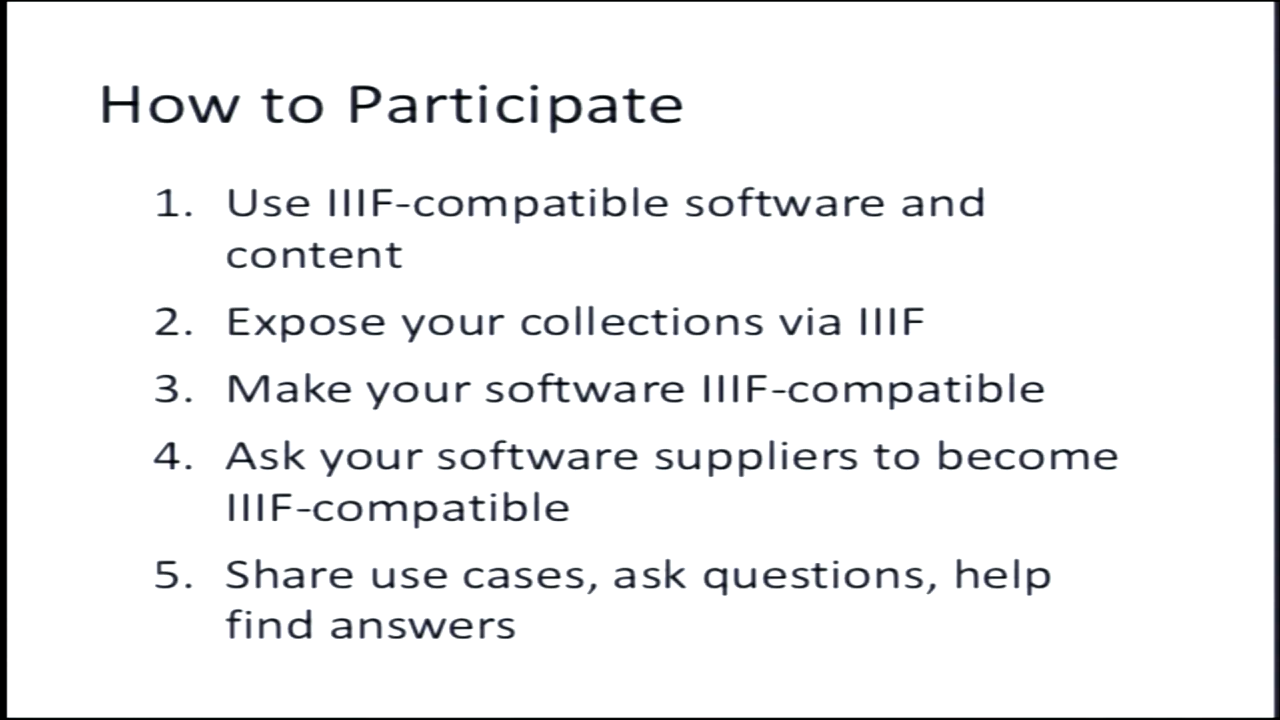 How to Participate
1. Use IIIF-compatible software and
content
2. Expose your collections via IIIF
3. Make your software IIIF-compatible
4. Ask your software suppliers to become
IIIF-compatible
5. Share use cases, ask questions, help
find answers